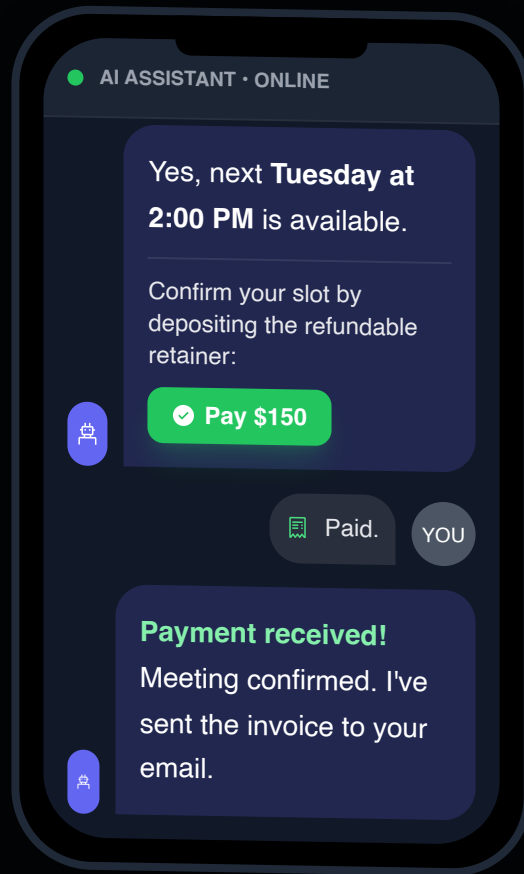 AI ASSISTANT • ONLINE
Yes, next Tuesday at
2:00 PM is available.
Confirm your slot by
depositing the refundable
retainer:
Pay $150
Paid.
YOU
Payment received!
Meeting confirmed. I've
sent the invoice to your
email.